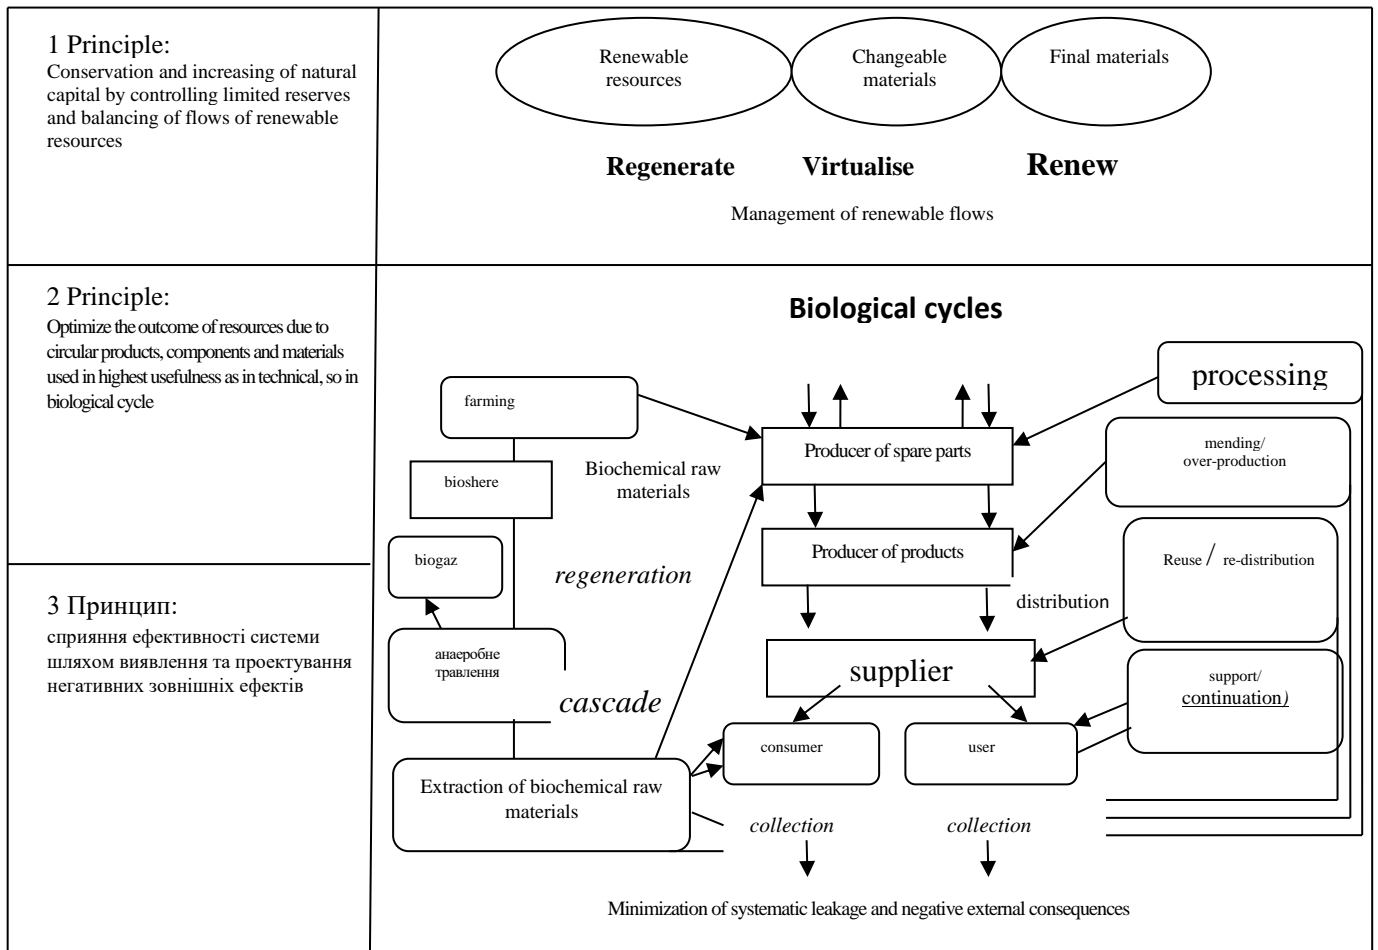 1 Principle:
Conservation and increasing of natural
capital by controlling limited reserves
and balancing of flows of renewable
resources
Renewable
resources
Changeable
materials
Final materials
Regenerate
Virtualise
Renew
Management of renewable flows
2 Principle:
Optimize the outcome of resources due to
circular products, components and materials
used in highest usefulness as in technical, so in
biological cycle
Biological cycles
processing
farming
Producer of spare parts
mending/
over-production
Biochemical raw
materials
bioshere
Producer of products
biogaz
Reuse / re-distribution
regeneration
distribution
3 Принцип:
сприяння ефективності системи
шляхом виявлення та проектування
негативних зовнішніх ефектів
анаеробне
травлення
supplier
support/
continuation)
cascade
consumer
user
Extraction of biochemical raw
materials
collection
collection
Minimization of systematic leakage and negative external consequences